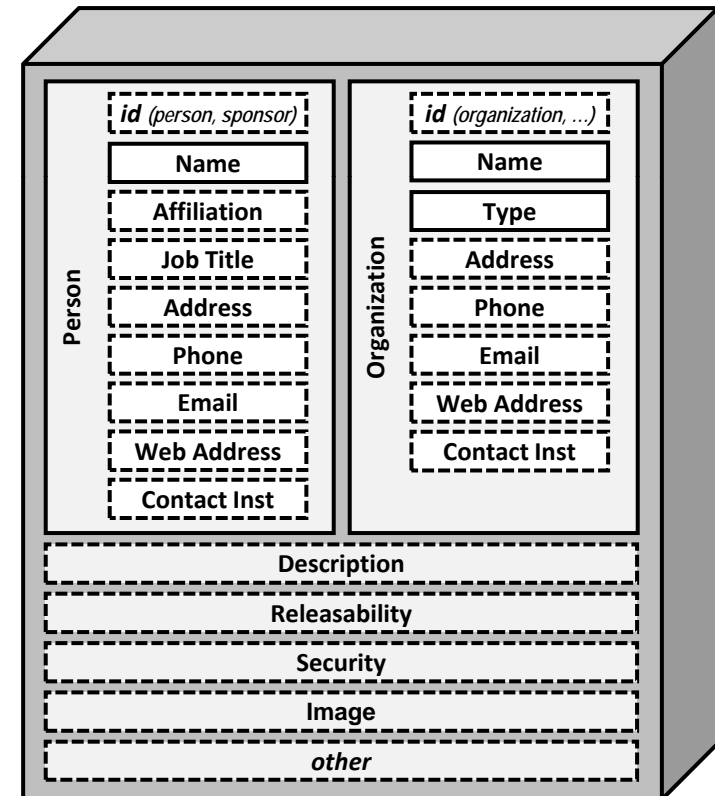 Person
id (person, sponsor)
Name
Affiliation
Job Title
Address
Phone
Email
Web Address
Contact Inst
Organization
id (organization, ...)
Name
Type
Address
Phone
Email
Web Address
Contact Inst
Description
Releasability
Security
Image
other